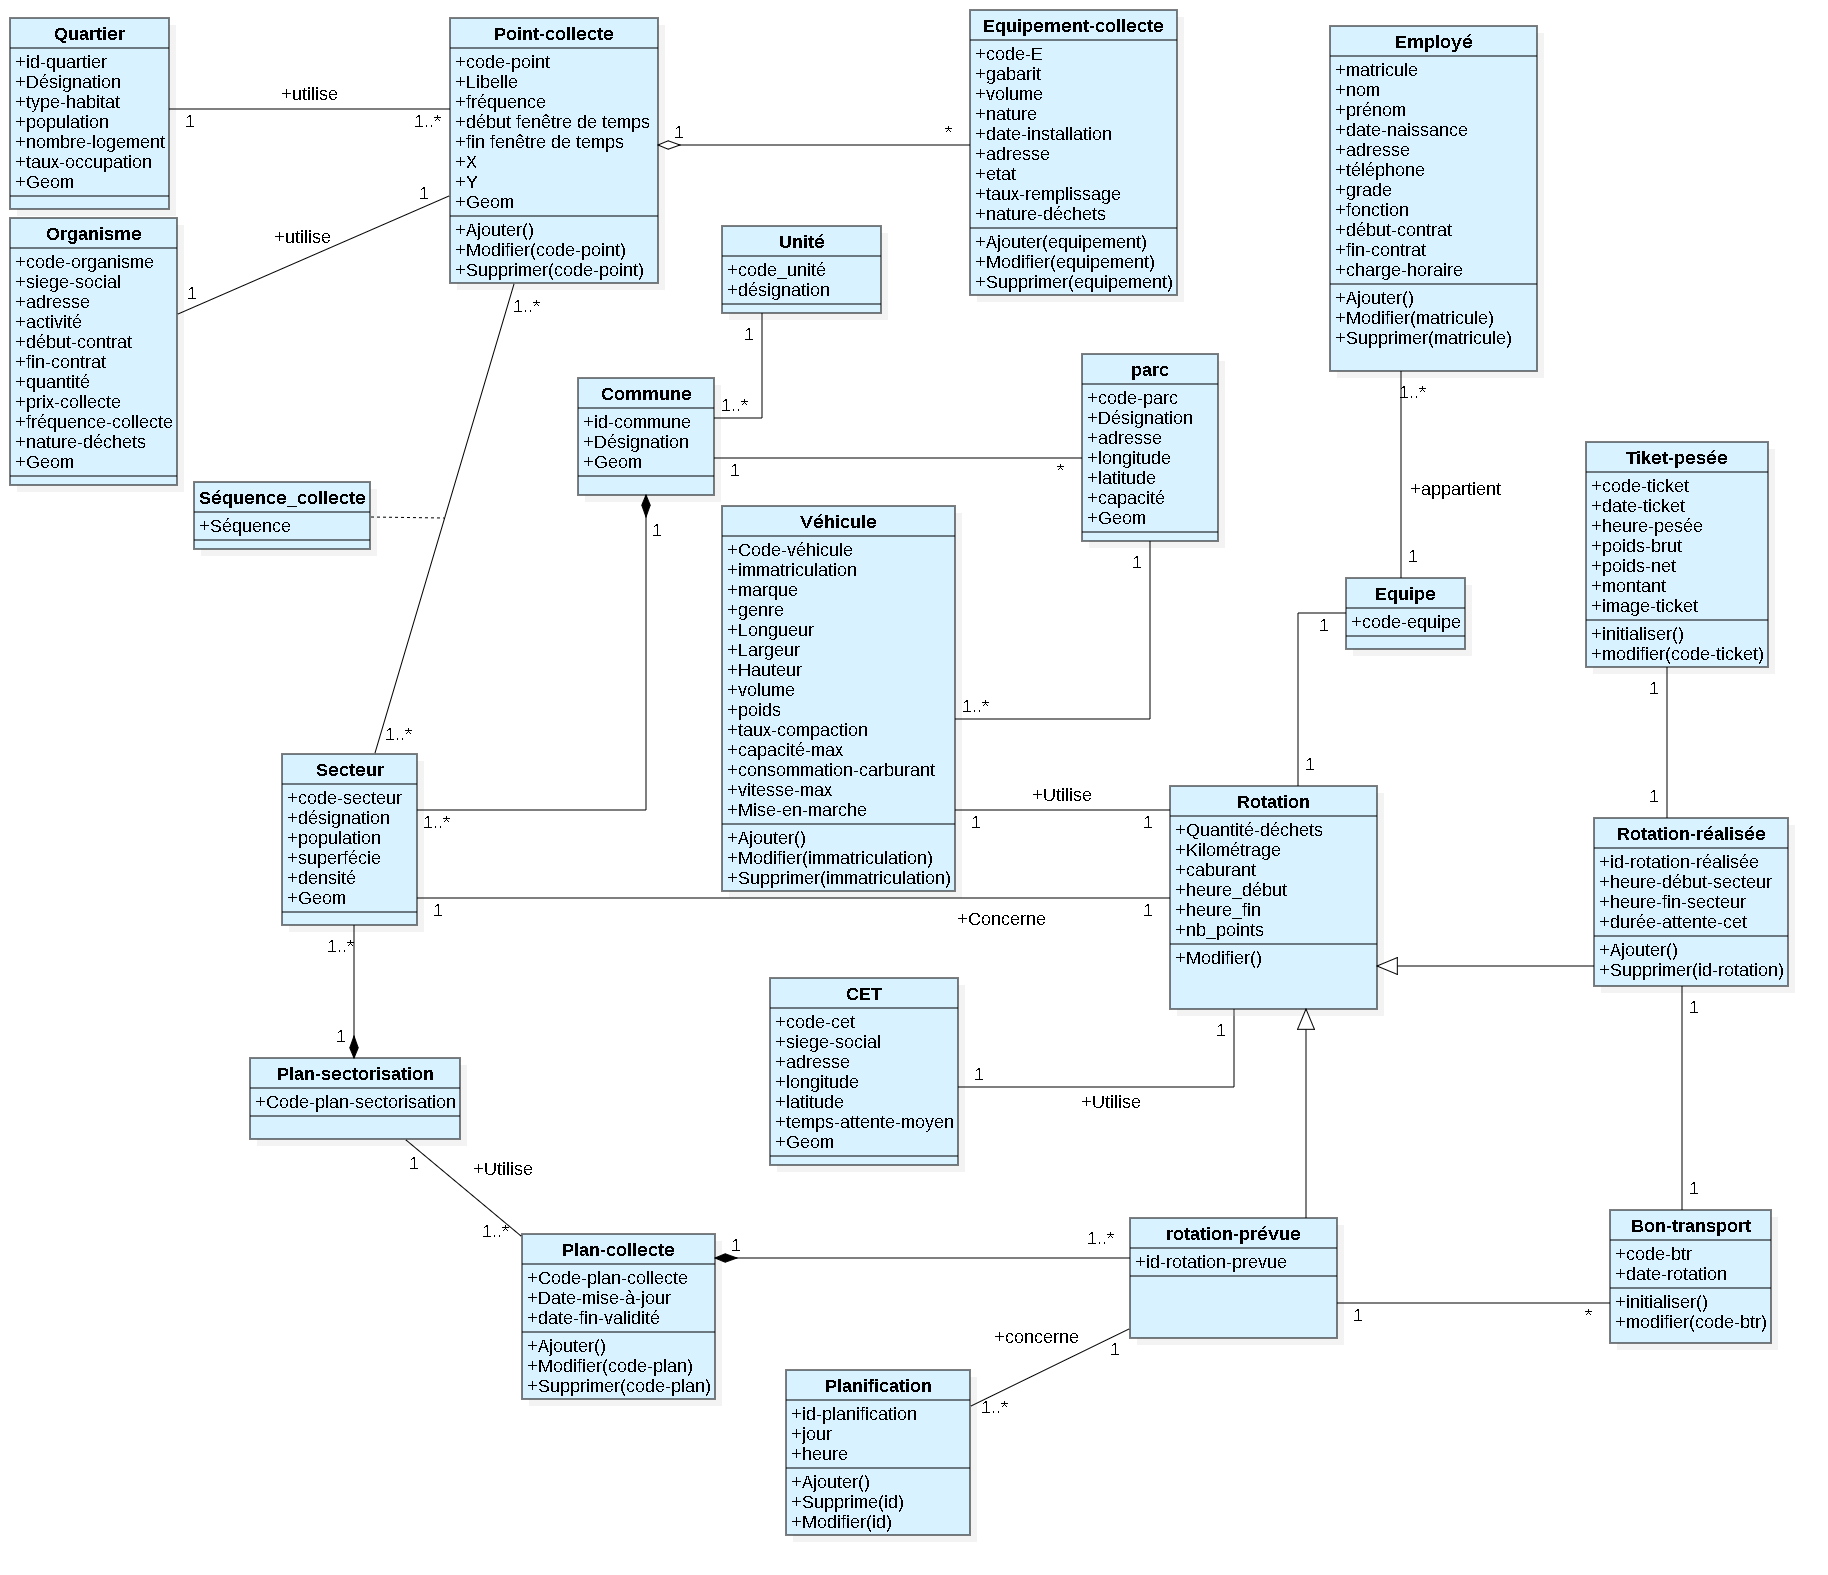 Quartier
+id-quartier
+Désignation
+type-habitat
+population
+nombre-logement
+taux-occupation
+Geom
+utilise
1
1..*
Point-collecte
+code-point
+Libelle
+fréquence
+début fenêtre de temps
+fin fenêtre de temps
+X
+Y
+Geom
+Ajouter()
+Modifier(code-point)
+Supprimer(code-point)
1
*
Equipement-collecte
+code-E
+gabarit
+volume
+nature
+date-installation
+adresse
+etat
+taux-remplissage
+nature-déchets
+Ajouter(equipement)
+Modifier(equipement)
+Supprimer(equipement)
Employé
+matricule
+nom
+prénom
+date-naissance
+adresse
+téléphone
+grade
+fonction
+début-contrat
+fin-contrat
+charge-horaire
+Ajouter()
+Modifier(matricule)
+Supprimer(matricule)
1..*
+appartient
1
Organisme
+code-organisme
+siege-social
+adresse
+activité
+début-contrat
+fin-contrat
+quantité
+prix-collecte
+fréquence-collecte
+nature-déchets
+Geom
1
+utilise
1
1..*
Unité
+code_unité
+désignation
1
1..*
Commune
+id-commune
+Désignation
+Geom
1
*
1
parc
+code-parc
+Désignation
+adresse
+longitude
+latitude
+capacité
+Geom
1
1..*
Séquence_collecte
+Séquence
Véhicule
+Code-véhicule
+immatriculation
+marque
+genre
+Longueur
+Largeur
+Hauteur
+volume
+poids
+taux-compaction
+capacité-max
+consommation-carburant
+vitesse-max
+Mise-en-marche
+Ajouter()
+Modifier(immatriculation)
+Supprimer(immatriculation)
Equipe
+code-equipe
1
1
Tiket-pesée
+code-ticket
+date-ticket
+heure-pesée
+poids-brut
+poids-net
+montant
+image-ticket
+initialiser()
+modifier(code-ticket)
1
1
1..*
Secteur
+code-secteur
+désignation
+population
+superfécie
+densité
+Geom
1..*
1
+Concerne
1
1..*
1
+Utilise
1
1
Rotation
+Quantité-déchets
+Kilométrage
+caburant
+heure_début
+heure_fin
+nb_points
+Modifier()
Rotation-réalisée
+id-rotation-réalisée
+heure-début-secteur
+heure-fin-secteur
+durée-attente-cet
+Ajouter()
+Supprimer(id-rotation)
1
1
CET
+code-cet
+siege-social
+adresse
+longitude
+latitude
+temps-attente-moyen
+Geom
1
+Utilise
1
Plan-sectorisation
+Code-plan-sectorisation
1
+Utilise
1..*
Plan-collecte
+Code-plan-collecte
+Date-mise-à-jour
+date-fin-validité
+Ajouter()
+Modifier(code-plan)
+Supprimer(code-plan)
1
1..*
rotation-prévue
+id-rotation-prevue
1
*
Bon-transport
+code-btr
+date-rotation
+initialiser()
+modifier(code-btr)
+concerne
1
1..*
Planification
+id-planification
+jour
+heure
+Ajouter()
+Supprime(id)
+Modifier(id)